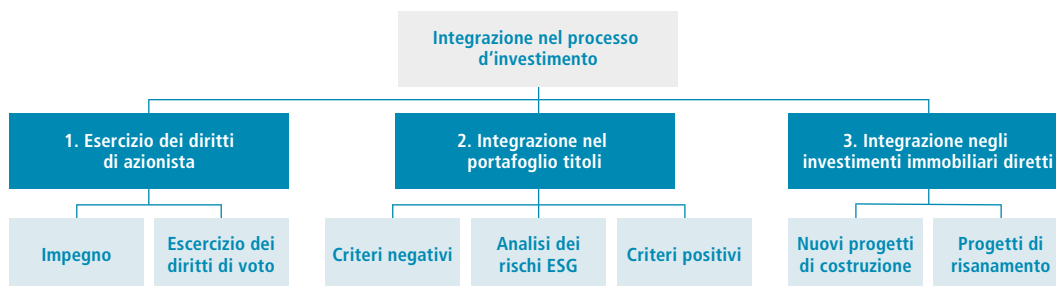 Integrazione nel processo
d’investimento
1. Esercizio dei diritti
di azionista
2. Integrazione nel
portafoglio titoli
3. Integrazione negli
investimenti immobiliari diretti
Impegno
Escercizio dei
diritti di voto
Criteri negativi
Analisi dei
rischi ESG
Criteri positivi
Nuovi progetti
di costruzione
Progetti di
risanamento